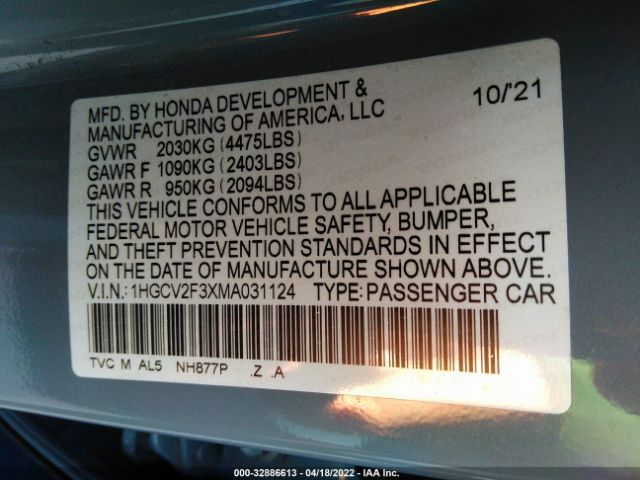 MFD. BY HONDA DEVELOPMENT & 10/'21
MANUFACTURING OF AMERICA, LLC
GVWR 2030KG (4475LBS)
GAWR F 1090KG (2403LBS)
GAWR R 950KG (2094LBS)
THIS VEHICLE CONFORMS TO ALL APPLICABLE
FEDERAL MOTOR VEHICLE SAFETY, BUMPER,
AND THEFT PREVENTION STANDARDS IN EFFECT
ON THE DATE OF MANUFACTURE SHOWN ABOVE.
V.I.N.: 1HGCV2F3XMA031124 TYPE: PASSENGER CAR
TVC M AL5 NH877P .Z .A
000-32886613 - 04/18/2022 - IAA Inc.